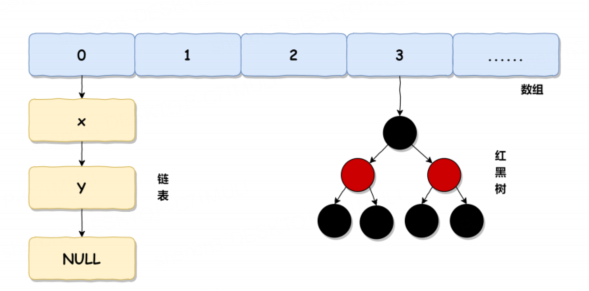 0 1 2 3 ......
数组
x
y
链
表
NULL
红
黑
树